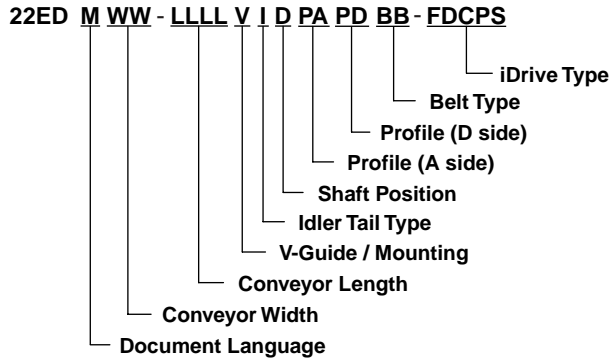 22ED M WW - LLLL V I D PA PD BB - FDCPS
iDrive Type
Belt Type
Profile (D side)
Profile (A side)
Shaft Position
Idler Tail Type
V-Guide / Mounting
Conveyor Length
Conveyor Width
Document Language